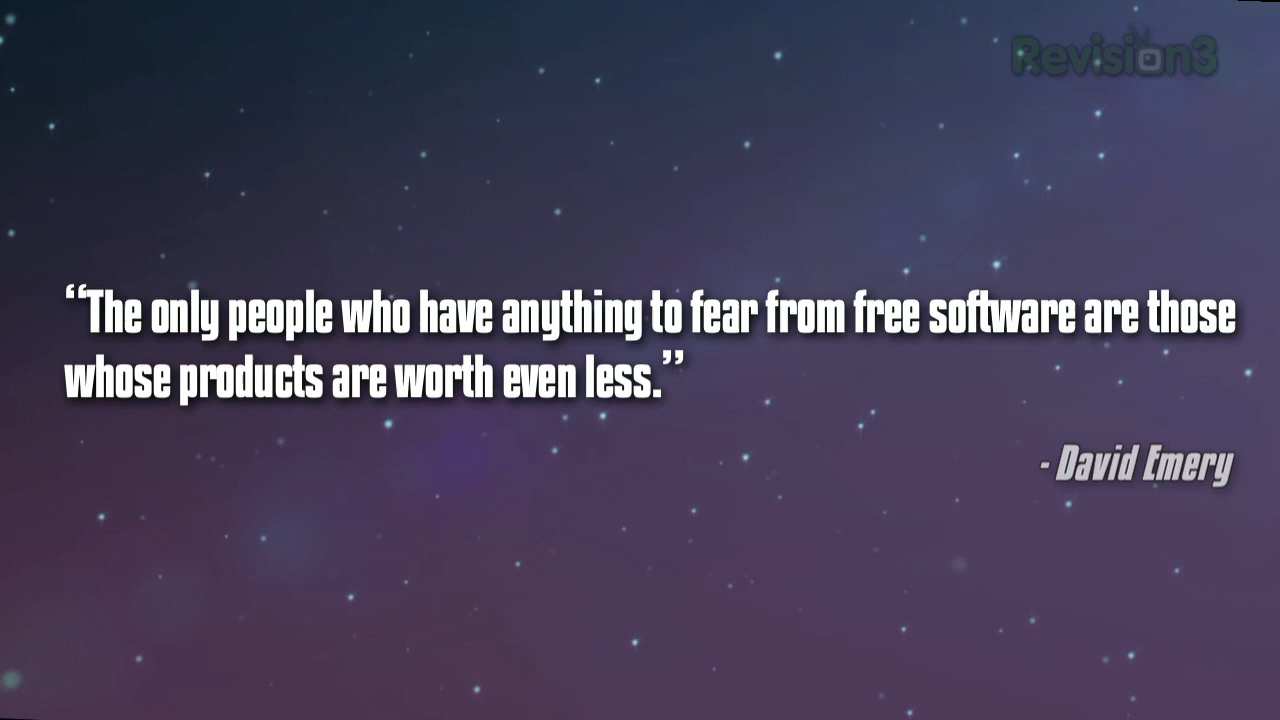 Revision3
“The only people who have anything to fear from free software are those
whose products are worth even less.”
- David Emery